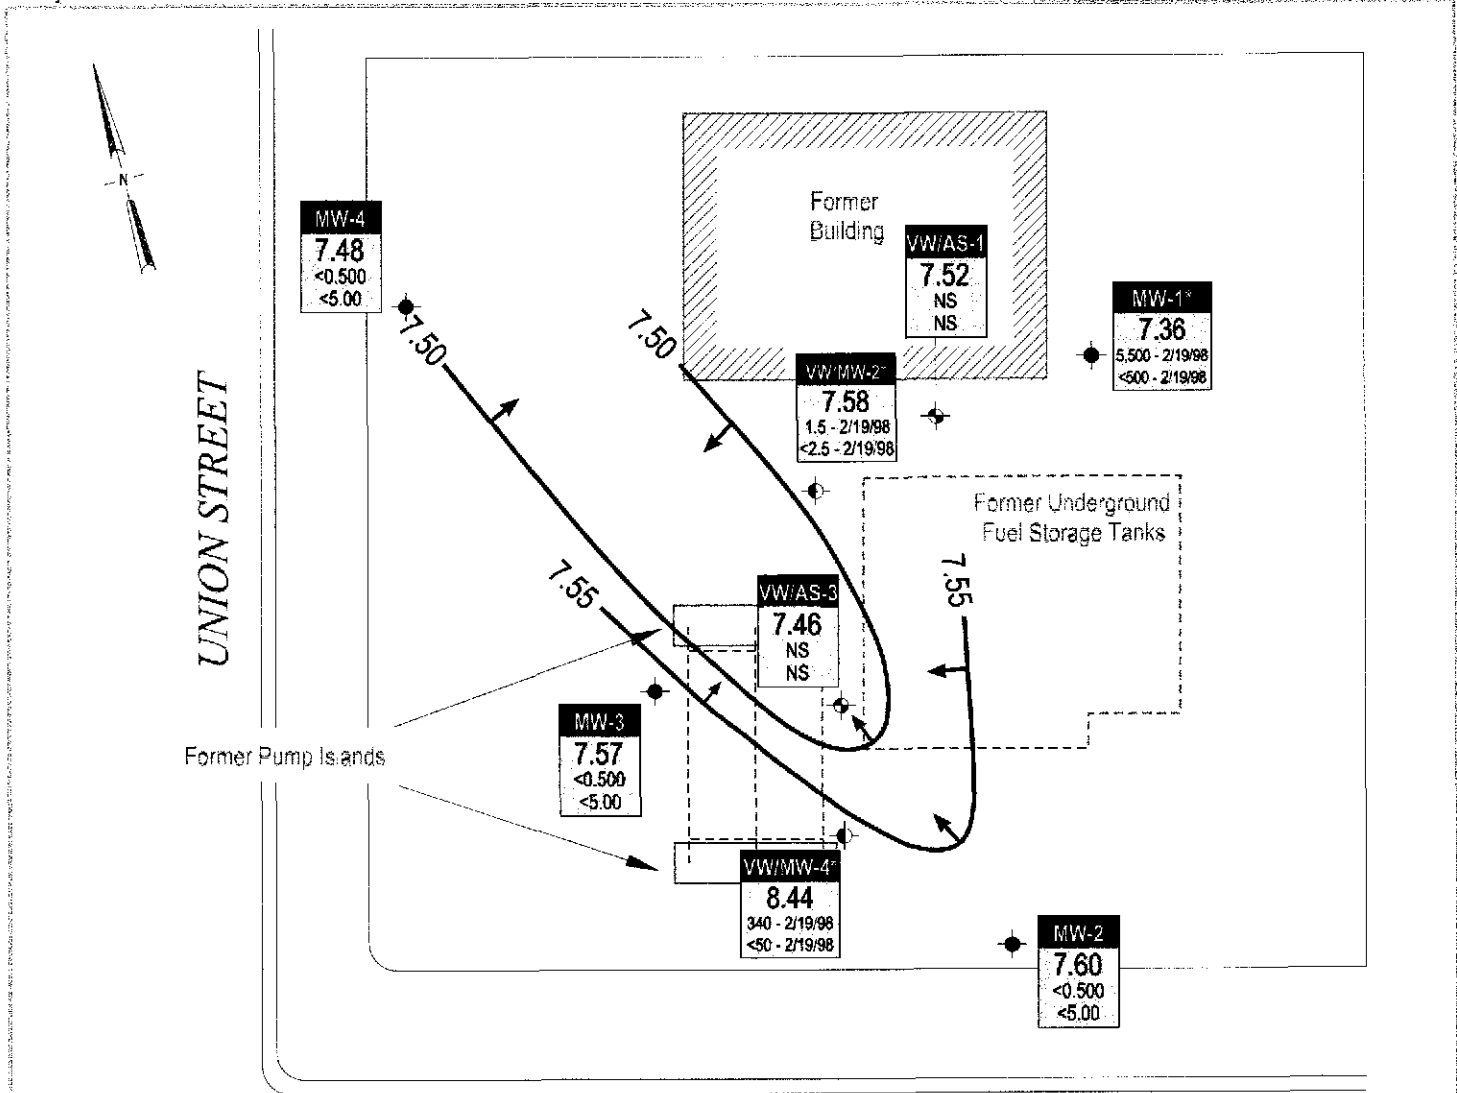 N
MW-4
7.48
<0.500
<5.00
Former
Building
VW/AS-1
7.52
NS
NS
MW-1*
7.36
5,500 - 2/19/98
<500 - 2/19/98
7.50
7.50
VW/MW-2*
7.58
1.5 - 2/19/98
<2.5 - 2/19/98
UNION STREET
Former Underground
Fuel Storage Tanks
7.55
7.55
VW/AS-3
7.46
NS
NS
MW-3
7.57
<0.500
<5.00
Former Pump Islands
VW/MW-4*
8.44
340 - 2/19/98
<50 - 2/19/98
MW-2
7.60
<0.500
<5.00